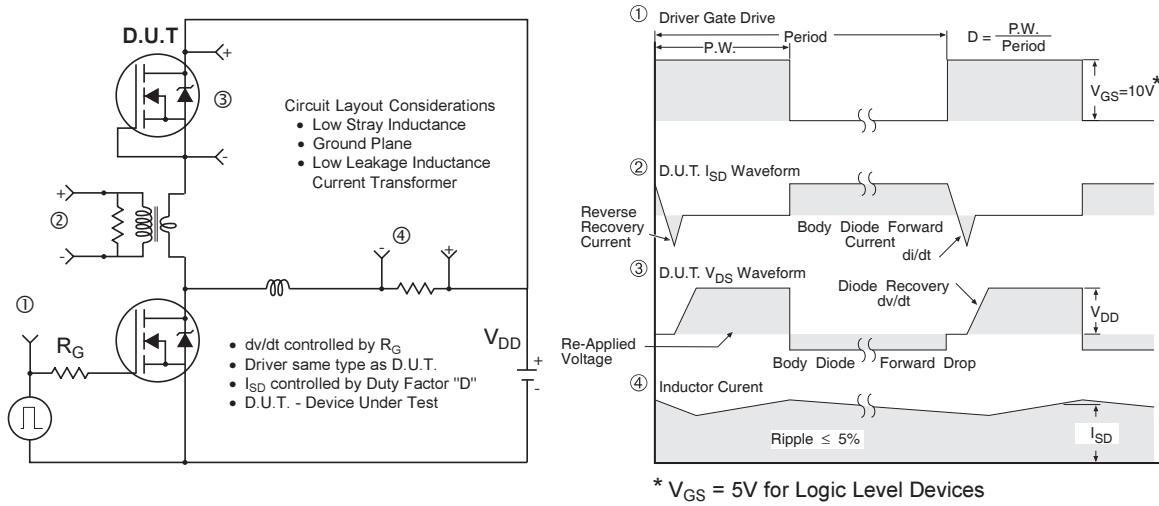 D.U.T
+
③
-
Circuit Layout Considerations
• Low Stray Inductance
• Ground Plane
• Low Leakage Inductance
Current Transformer
+
②
-
④
-
+
①
R_G
• dv/dt controlled by R_G
• Driver same type as D.U.T.
• I_SD controlled by Duty Factor "D"
• D.U.T. - Device Under Test
V_DD
+
-
① Driver Gate Drive
P.W.
Period
D = P.W. / Period
V_GS=10V *
② D.U.T. I_SD Waveform
Reverse
Recovery
Current
Body Diode Forward
Current
di/dt
③ D.U.T. V_DS Waveform
Diode Recovery
dv/dt
V_DD
Re-Applied
Voltage
Body Diode Forward Drop
④ Inductor Curent
Ripple ≤ 5%
I_SD
* V_GS = 5V for Logic Level Devices